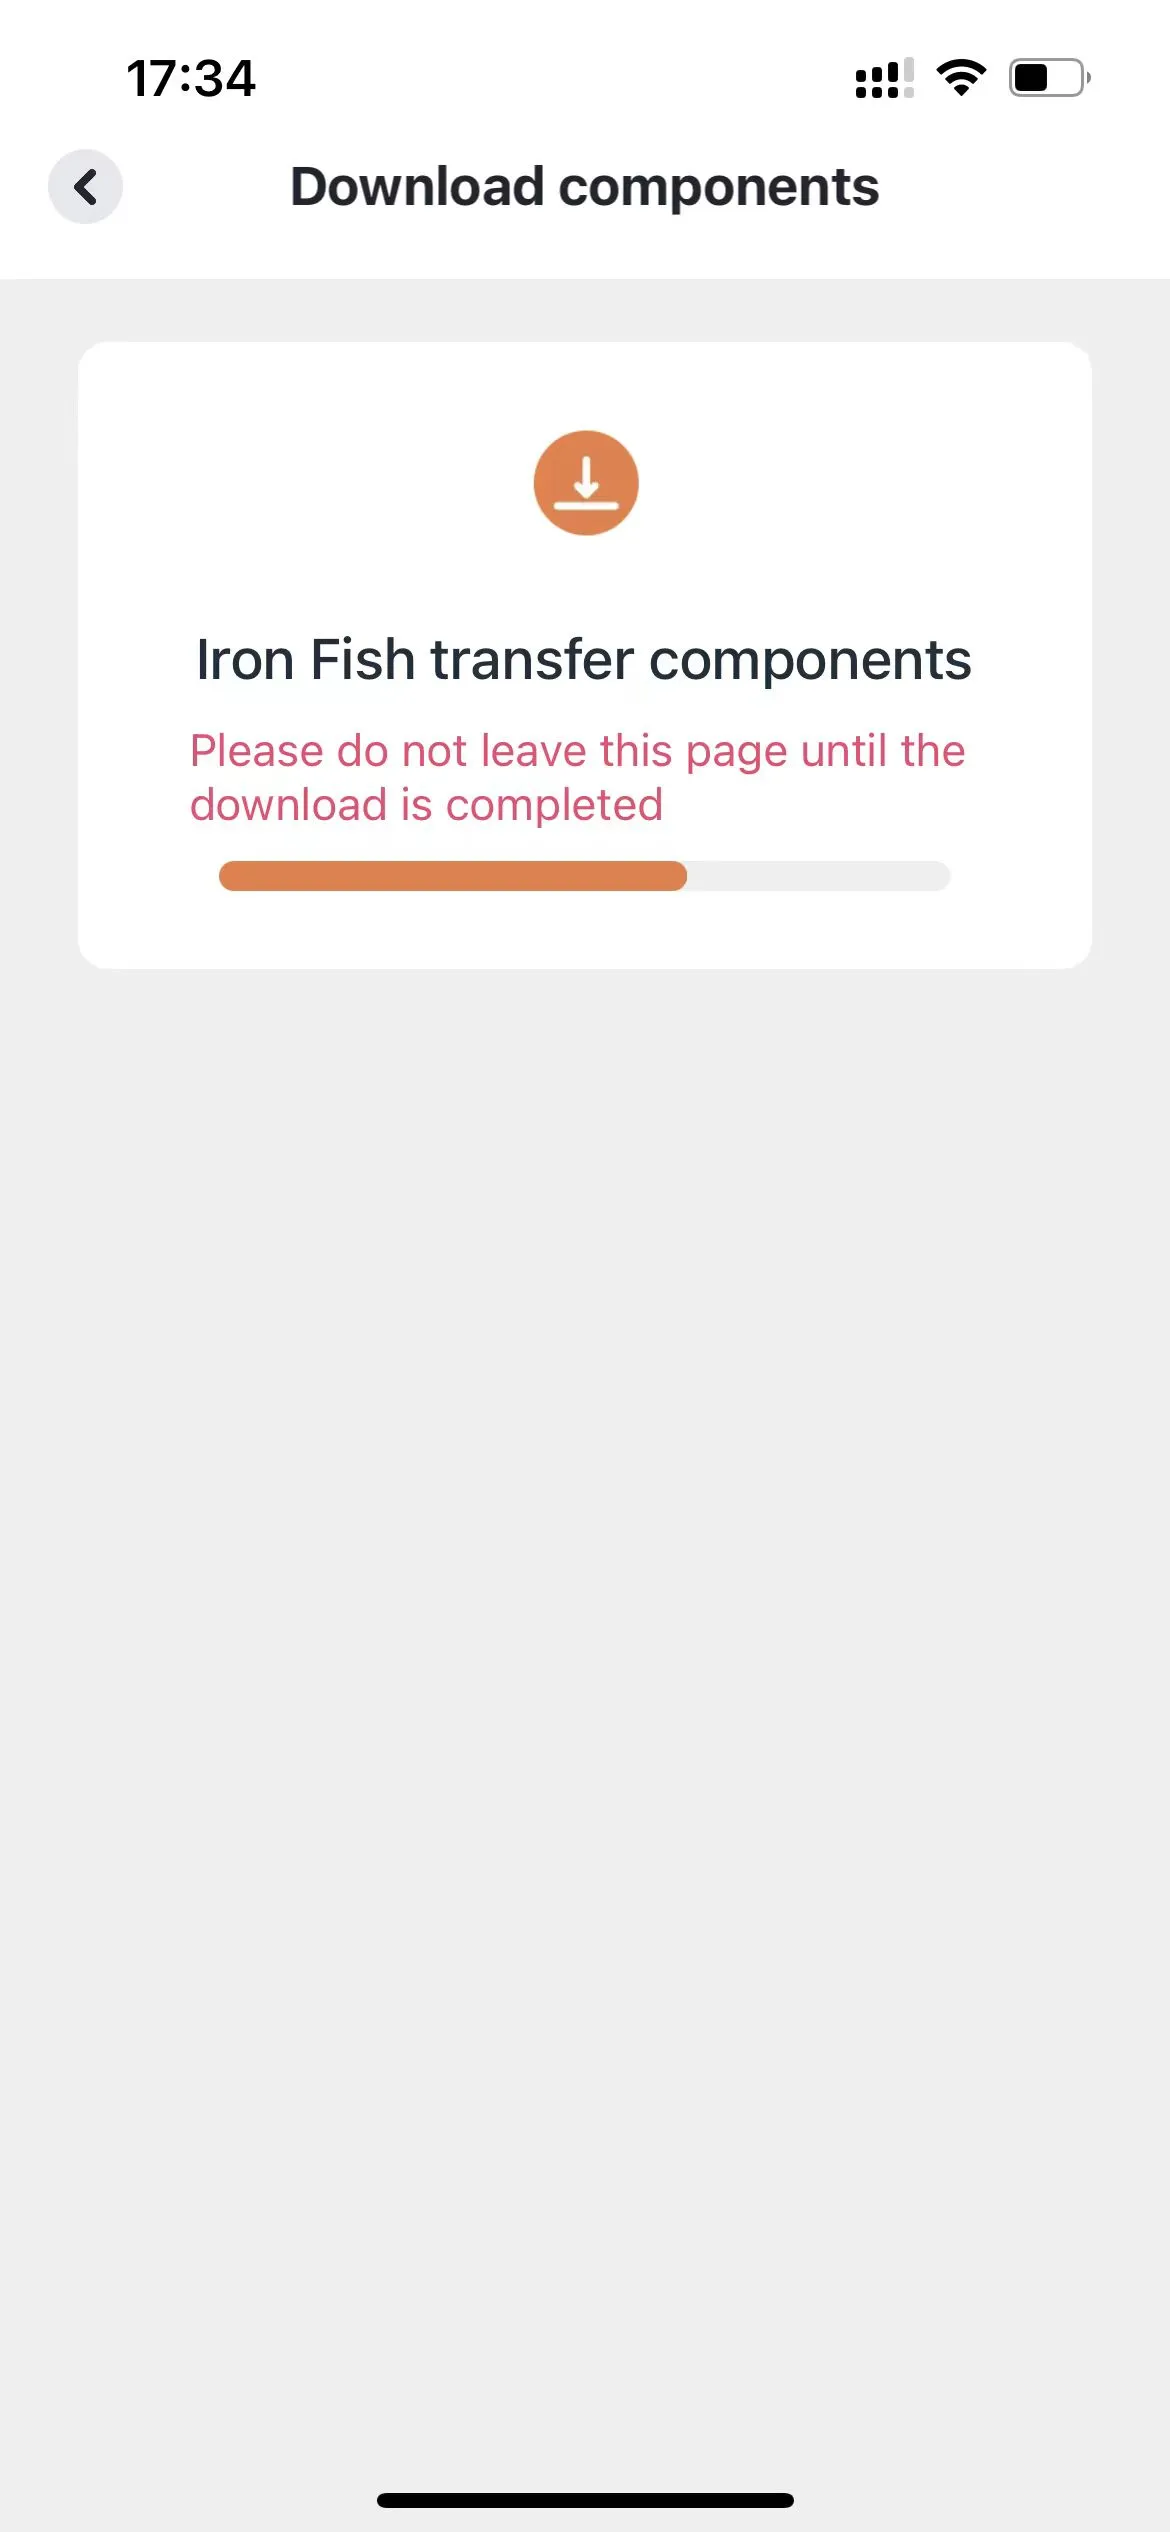 17:34
Download components
Iron Fish transfer components
Please do not leave this page until the
download is completed